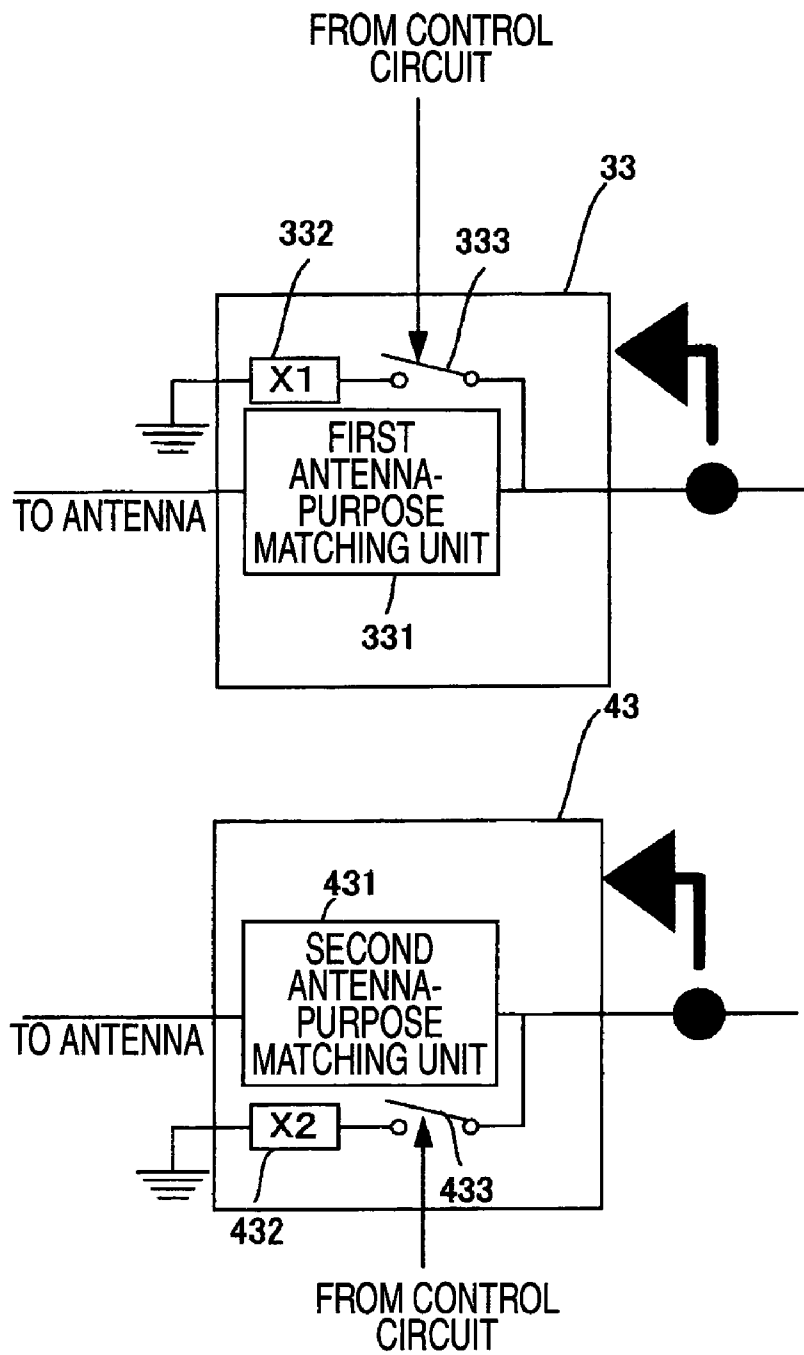 FROM CONTROL
CIRCUIT
33
332
333
X1
FIRST
ANTENNA-
PURPOSE
MATCHING UNIT
TO ANTENNA
331
43
431
SECOND
ANTENNA-
PURPOSE
MATCHING UNIT
TO ANTENNA
X2
433
432
FROM CONTROL
CIRCUIT